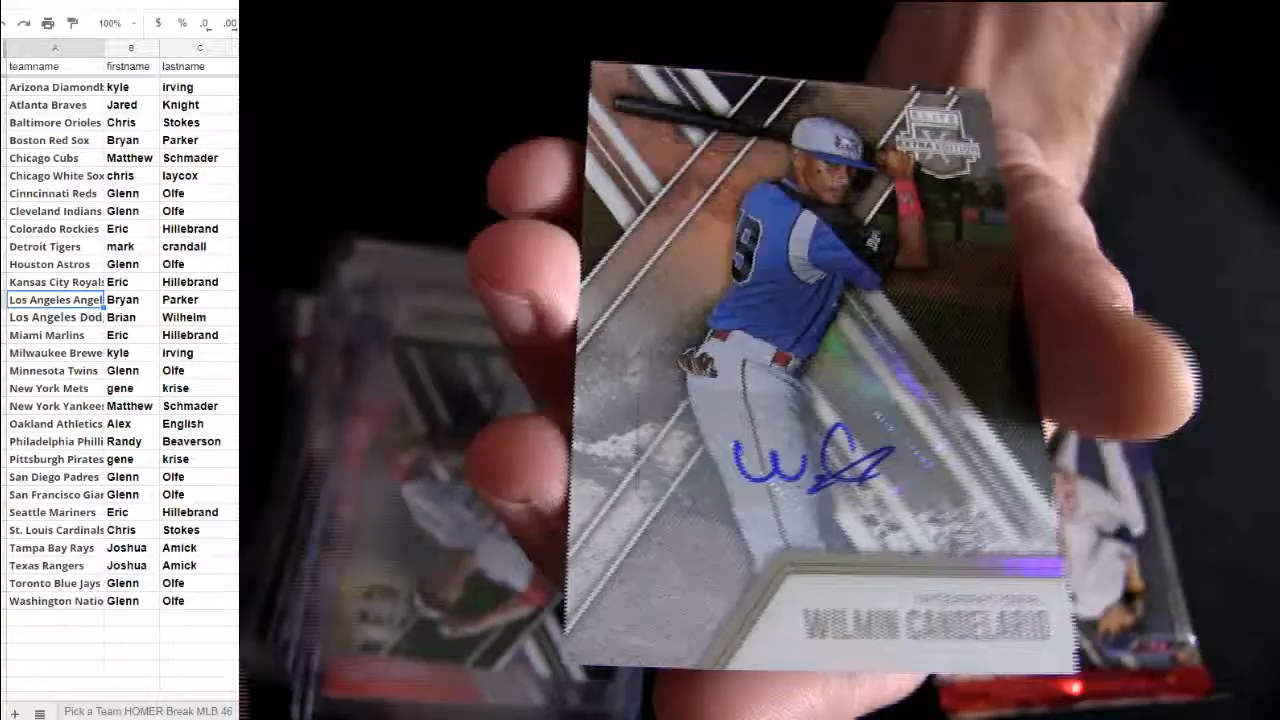 100%
$ % .0 .00
A B C
teamname firstname lastname
Arizona Diamondb kyle irving
Atlanta Braves Jared Knight
Baltimore Orioles Chris Stokes
Boston Red Sox Bryan Parker
Chicago Cubs Matthew Schmader
Chicago White Sox chris laycox
Cinncinnati Reds Glenn Olfe
Cleveland Indians Glenn Olfe
Colorado Rockies Eric Hillebrand
Detroit Tigers mark crandall
Houston Astros Glenn Olfe
Kansas City Royals Eric Hillebrand
Los Angeles Angel Bryan Parker
Los Angeles Dod Brian Wilhelm
Miami Marlins Eric Hillebrand
Milwaukee Brewe kyle irving
Minnesota Twins Glenn Olfe
New York Mets gene krise
New York Yankees Matthew Schmader
Oakland Athletics Alex English
Philadelphia Philli Randy Beaverson
Pittsburgh Pirates gene krise
San Diego Padres Glenn Olfe
San Francisco Giar Glenn Olfe
Seattle Mariners Eric Hillebrand
St. Louis Cardinals Chris Stokes
Tampa Bay Rays Joshua Amick
Texas Rangers Joshua Amick
Toronto Blue Jays Glenn Olfe
Washington Natio Glenn Olfe
Pick a Team HOMER Break MLB 46
ELITE
EXTRA EDITION
WILMIN CANDELARIO